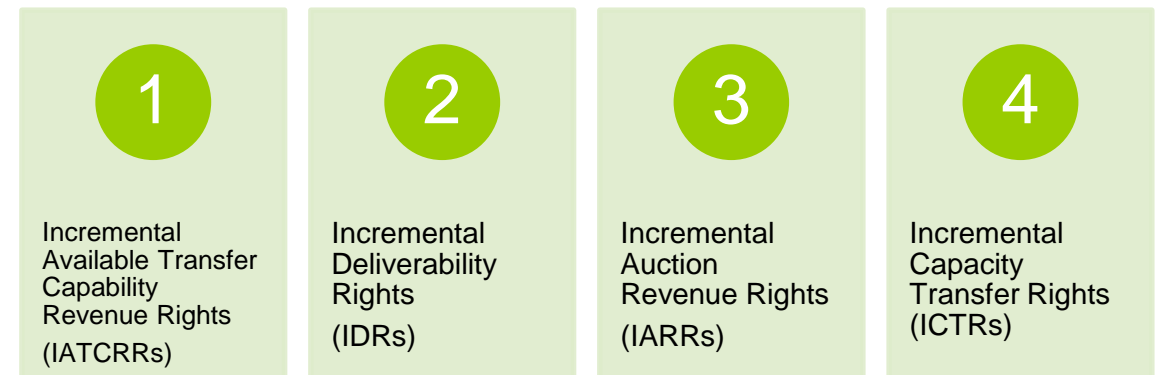 1
Incremental
Available Transfer
Capability
Revenue Rights
(IATCRRs)
2
Incremental
Deliverability
Rights
(IDRs)
3
Incremental
Auction
Revenue Rights
(IARRs)
4
Incremental
Capacity
Transfer Rights
(ICTRs)